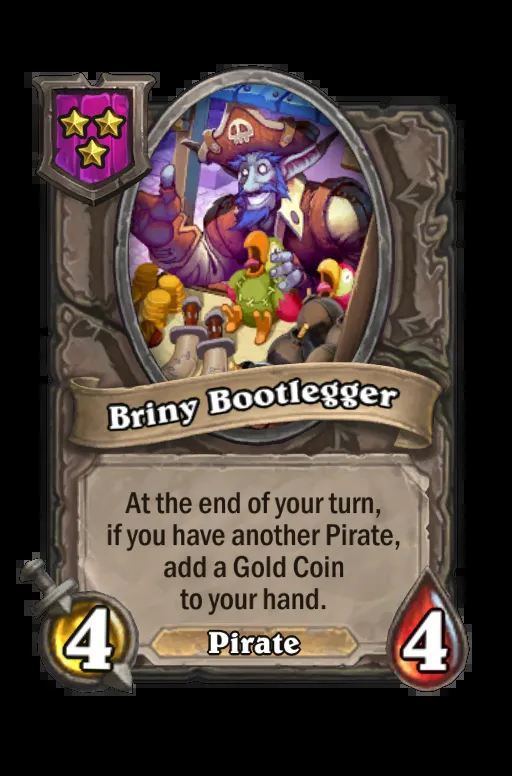 Briny Bootlegger
At the end of your turn,
if you have another Pirate,
add a Gold Coin
to your hand.
4
Pirate
4